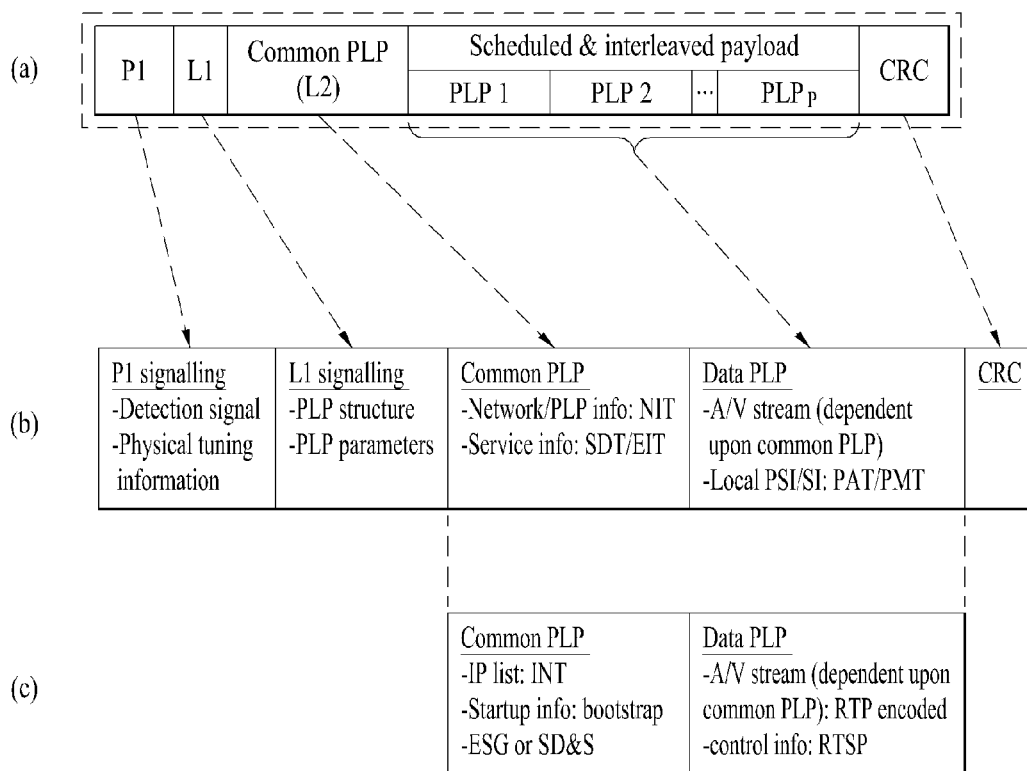 (a)
P1
L1
Common PLP
(L2)
Scheduled & interleaved payload
PLP 1
PLP 2
...
PLP p
CRC
(b)
P1 signalling
-Detection signal
-Physical tuning
information
L1 signalling
-PLP structure
-PLP parameters
Common PLP
-Network/PLP info: NIT
-Service info: SDT/EIT
Data PLP
-A/V stream (dependent
upon common PLP)
-Local PSI/SI: PAT/PMT
CRC
(c)
Common PLP
-IP list: INT
-Startup info: bootstrap
-ESG or SD&S
Data PLP
-A/V stream (dependent upon
common PLP): RTP encoded
-control info: RTSP